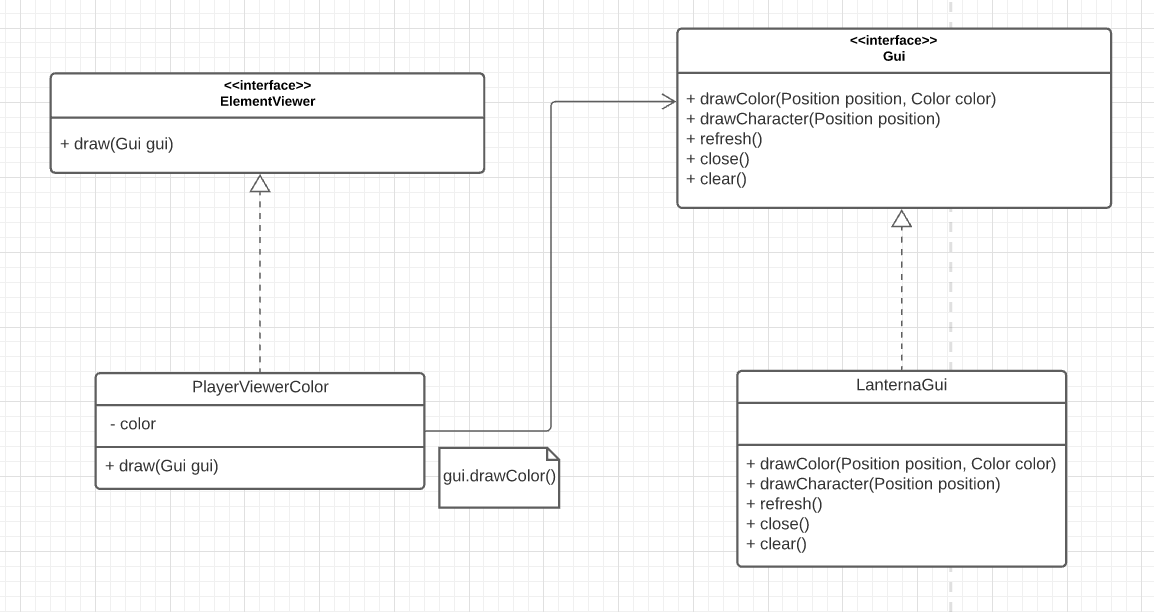 <<interface>>
ElementViewer
+ draw(Gui gui)
<<interface>>
Gui
+ drawColor(Position position, Color color)
+ drawCharacter(Position position)
+ refresh()
+ close()
+ clear()
PlayerViewerColor
- color
+ draw(Gui gui)
gui.drawColor()
LanternaGui
+ drawColor(Position position, Color color)
+ drawCharacter(Position position)
+ refresh()
+ close()
+ clear()